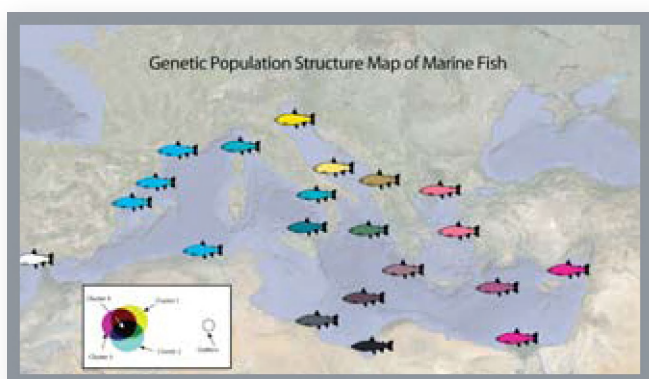 Genetic Population Structure Map of Marine Fish
Cluster 4
Cluster 1
Cluster 3
Cluster 2
Outliers